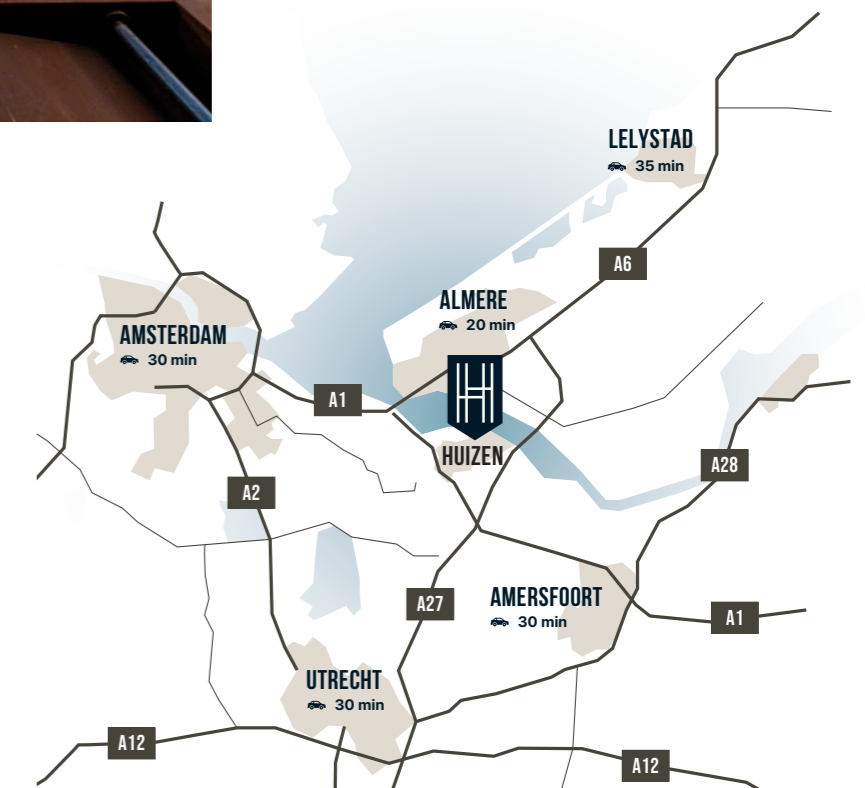 LELYSTAD
35 min
A6
ALMERE
20 min
AMSTERDAM
30 min
A1
H
HUIZEN
A28
A2
A27
AMERSFOORT
30 min
A1
UTRECHT
30 min
A12
A12